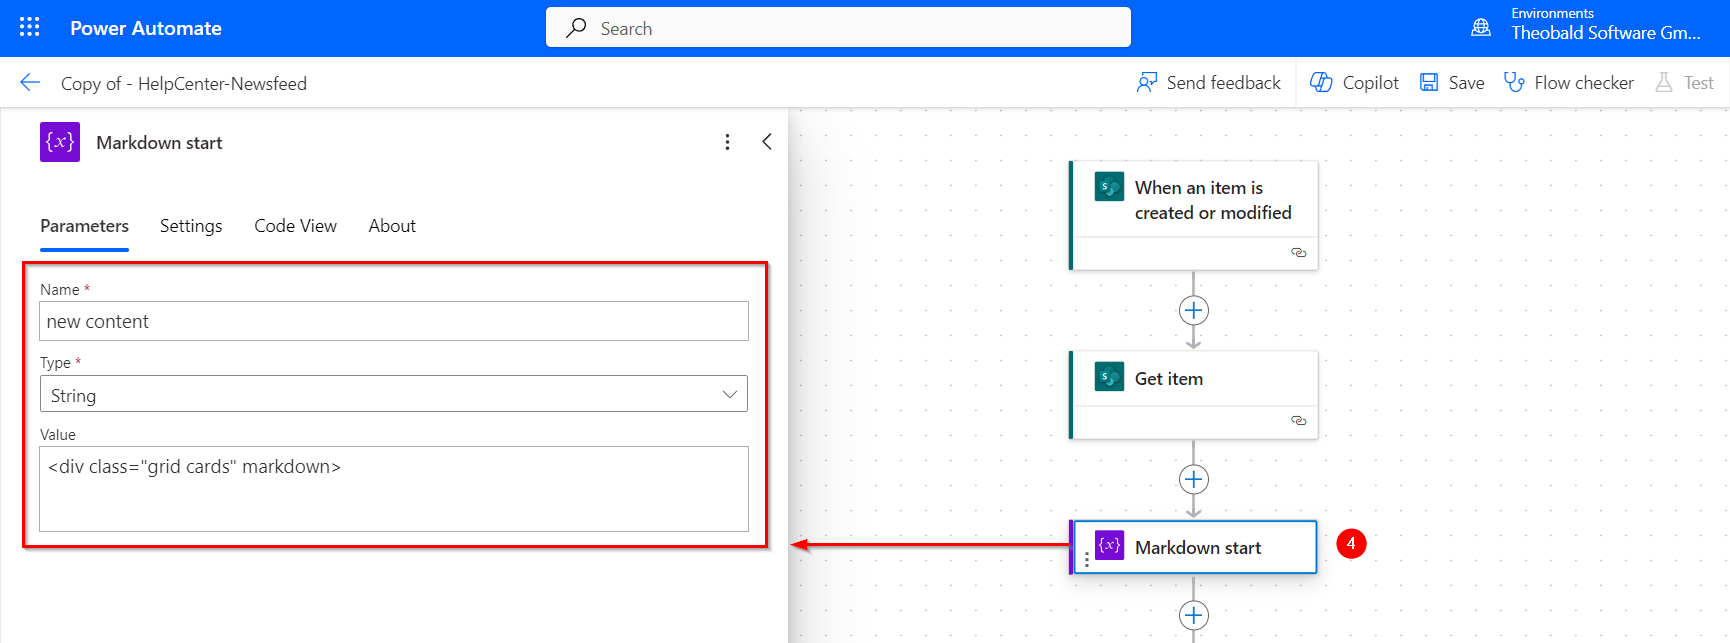 Power Automate
Search
Environments
Theobald Software Gm...
Copy of - HelpCenter-Newsfeed
Send feedback
Copilot
Save
Flow checker
Test
{x}
Markdown start
Parameters
Settings
Code View
About
Name *
new content
Type *
String
Value
<div class="grid cards" markdown>
S
When an item is
created or modified
S
Get item
{x}
Markdown start
4